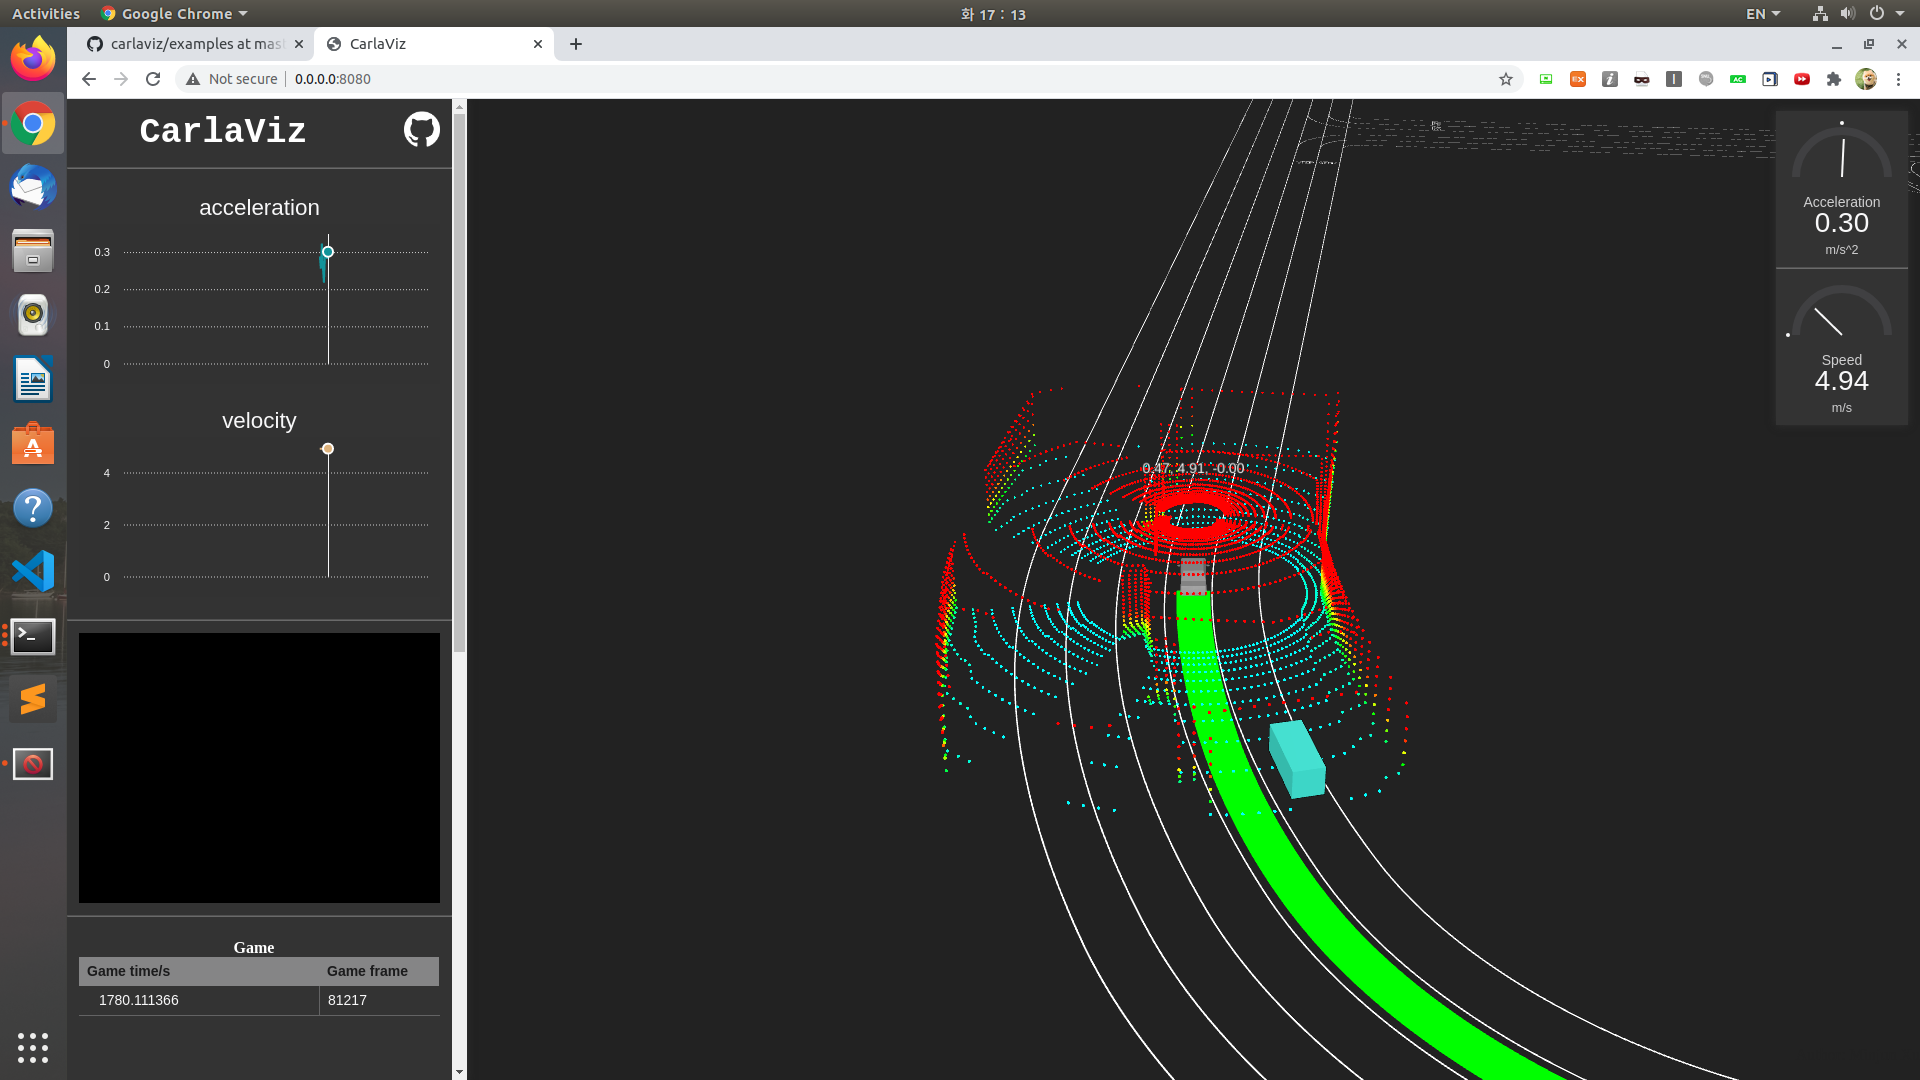 Activities
Google Chrome
화 17 : 13
EN
carlaviz/examples at mast
CarlaViz
Not secure
0.0.0.0:8080
EX
AC
CarlaViz
acceleration
0.3
0.2
0.1
0
velocity
4
2
0
Game
Game time/s Game frame
1780.111366 81217
0.47, 4.91, -0.00
Acceleration
0.30
m/s^2
Speed
4.94
m/s